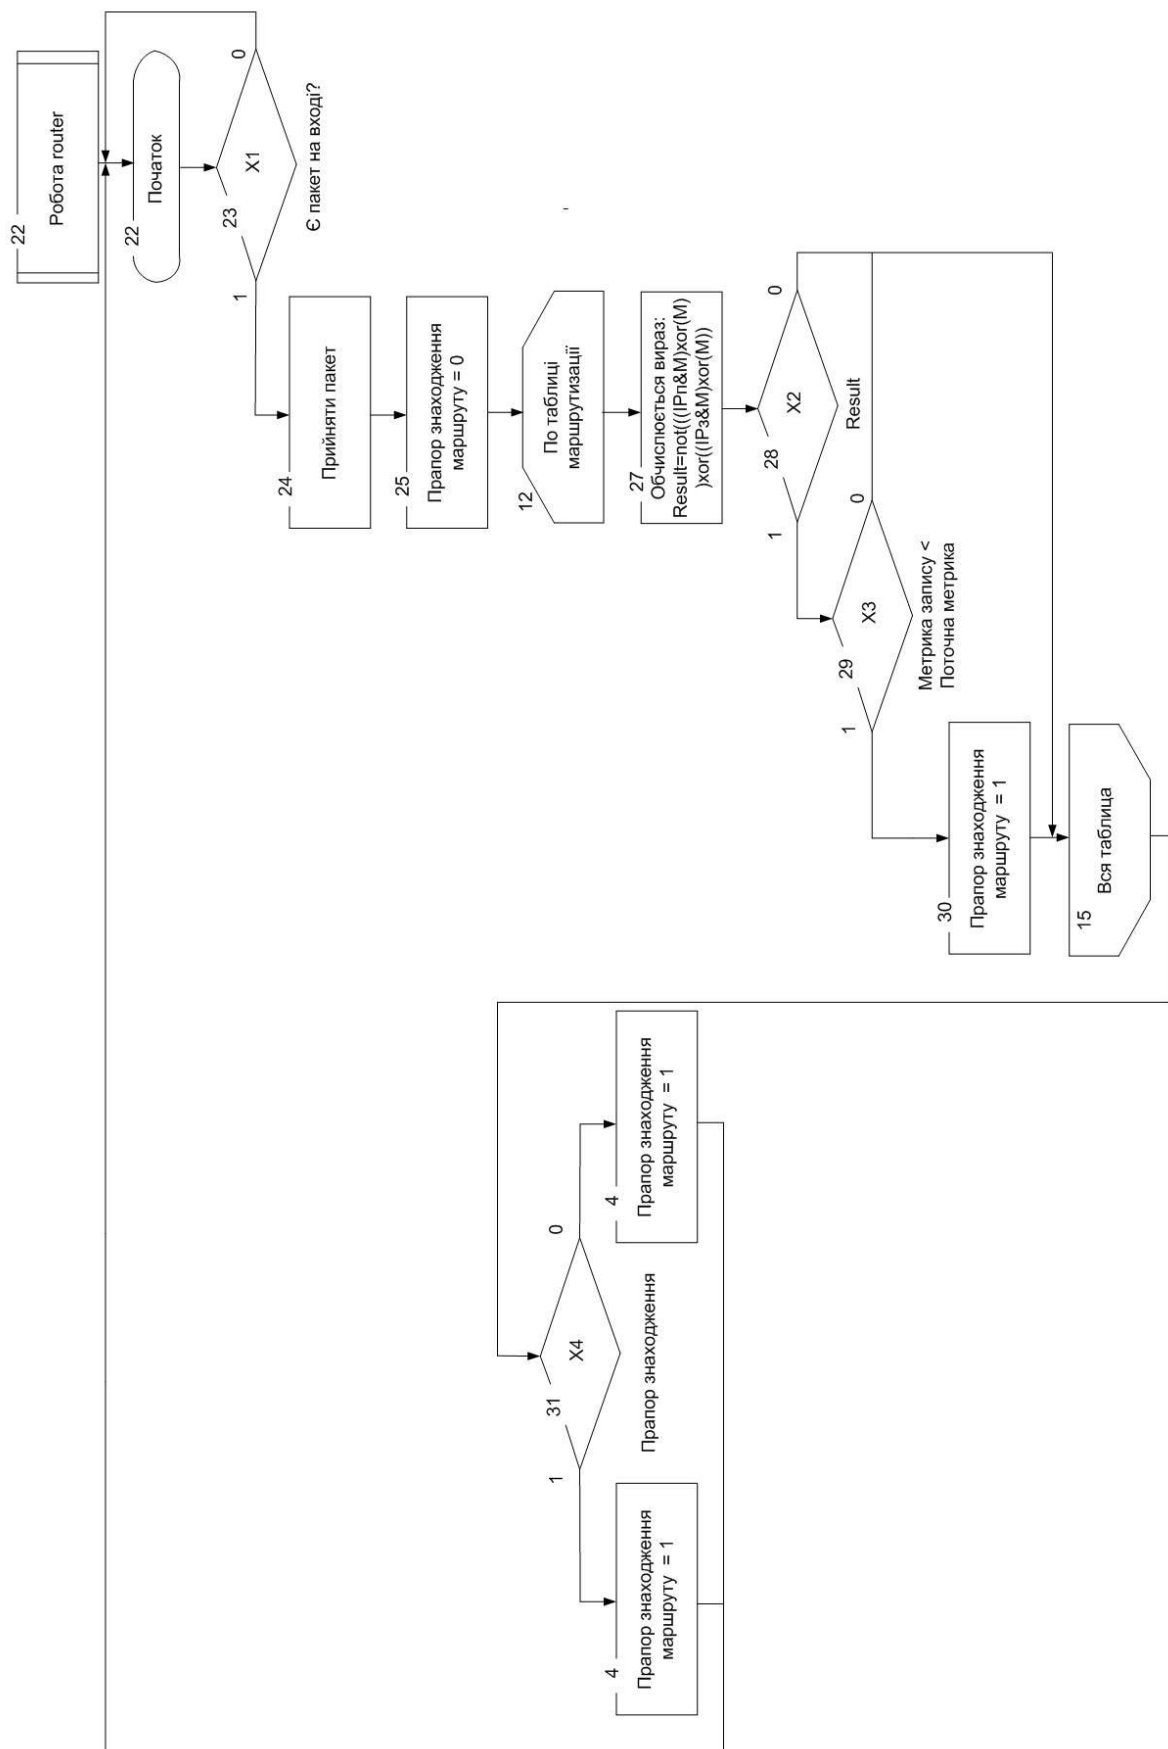 22
Робота router
22
Початок
0
X1
23
1
Є пакет на вході?
24
Прийняти пакет
25
Прапор знаходження
маршруту = 0
12
По таблиці
маршрутизації
27
Обчислюється вираз:
Result=not(((IPп&M)xor(M)
)xor((IPз&M)xor(M))
0
X2
28
1
Result
0
X3
29
1
Метрика запису <
Поточна метрика
30
Прапор знаходження
маршруту = 1
15
Вся таблица
0
X4
31
1
Прапор знаходження
4
Прапор знаходження
маршруту = 1
4
Прапор знаходження
маршруту = 1